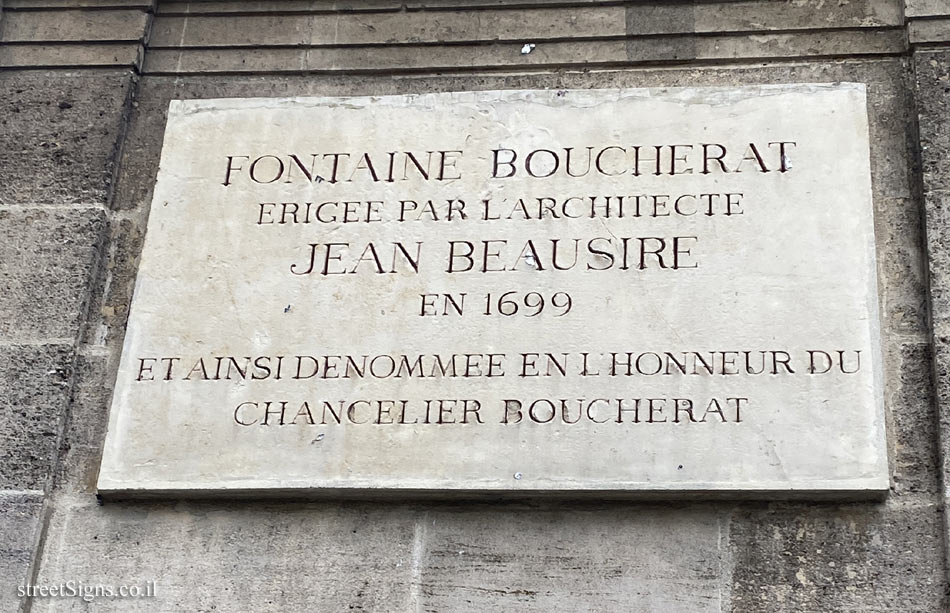 FONTAINE BOUCHERAT
ERIGEE PAR L'ARCHITECTE
JEAN BEAUSIRE
EN 1699
ET AINSI DENOMMEE EN L'HONNEUR DU
CHANCELIER BOUCHERAT
streetSigns.co.il